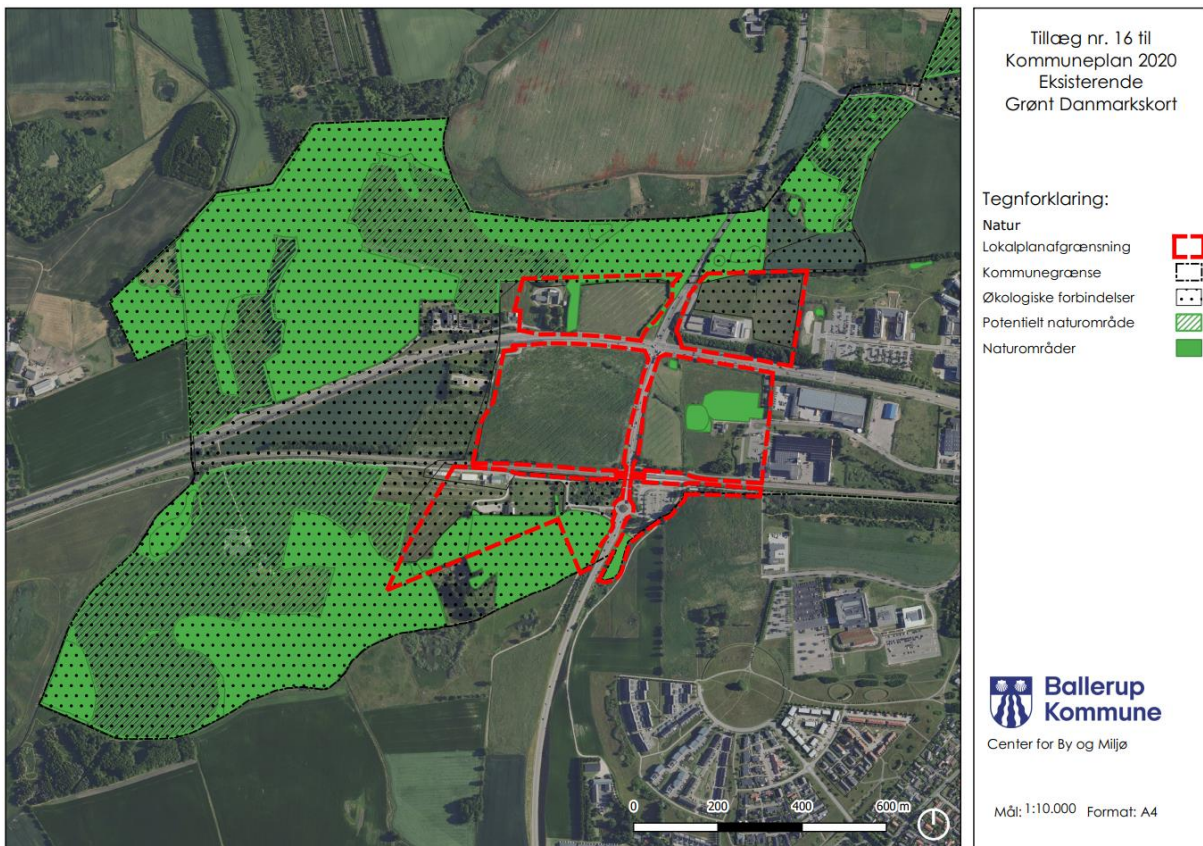 Tillæg nr. 16 til
Kommuneplan 2020
Eksisterende
Grønt Danmarkskort
Tegnforklaring:
Natur
Lokalplanafgrænsning
Kommunegrænse
Økologiske forbindelser
Potentielt naturområde
Naturområder
Ballerup
Kommune
Center for By og Miljø
Mål: 1:10.000 Format: A4
0 200 400 600 m